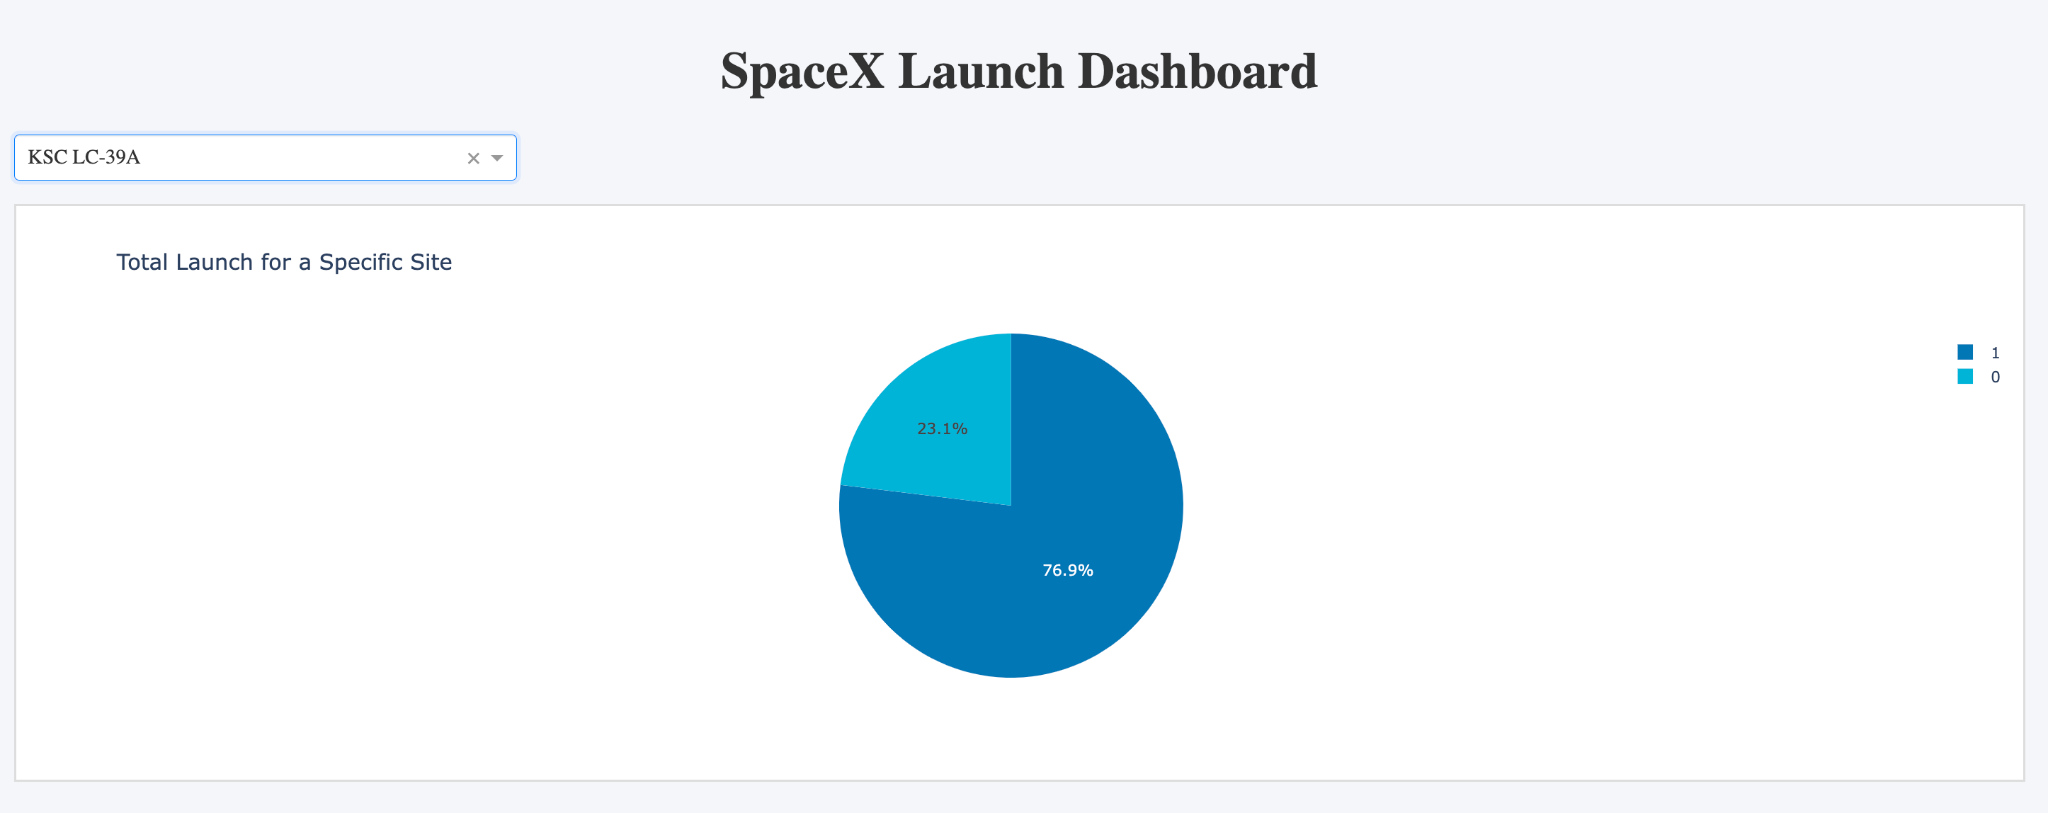 SpaceX Launch Dashboard
KSC LC-39A
Total Launch for a Specific Site
1
0
23.1%
76.9%